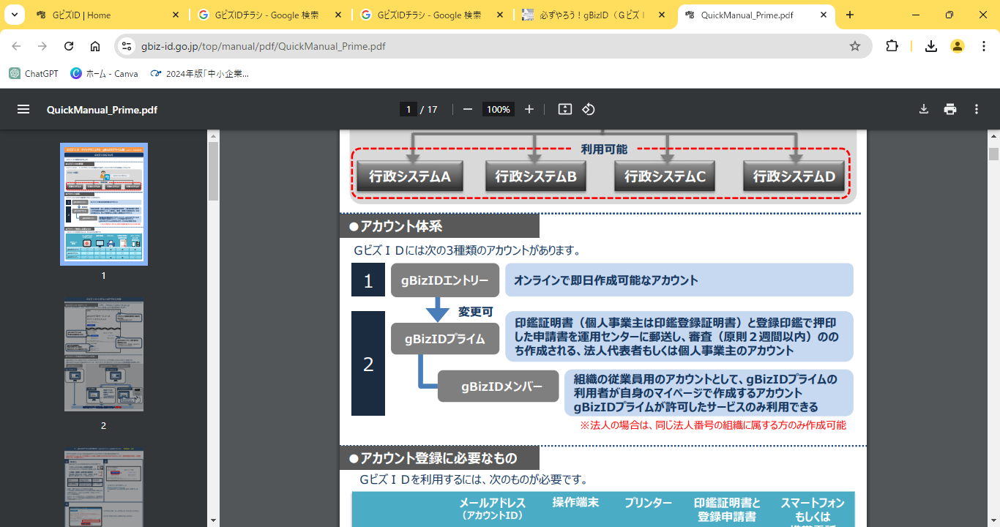 GビズID | Home
GビズIDチラシ - Google 検索
GビズIDチラシ - Google 検索
必ずやろう！gBizID（Gビズ I
QuickManual_Prime.pdf
gbiz-id.go.jp/top/manual/pdf/QuickManual_Prime.pdf
ChatGPT
ホーム - Canva
2024年版「中小企業...
QuickManual_Prime.pdf
1 / 17
100%
1
2
利用可能
行政システムA
行政システムB
行政システムC
行政システムD
●アカウント体系
ＧビズＩＤには次の3種類のアカウントがあります。
1
gBizIDエントリー
オンラインで即日作成可能なアカウント
変更可
2
gBizIDプライム
印鑑証明書（個人事業主は印鑑登録証明書）と登録印鑑で押印
した申請書を運用センターに郵送し、審査（原則２週間以内）のの
ち作成される、法人代表者もしくは個人事業主のアカウント
gBizIDメンバー
組織の従業員用のアカウントとして、gBizIDプライムの
利用者が自身のマイページで作成するアカウント
gBizIDプライムが許可したサービスのみ利用できる
※法人の場合は、同じ法人番号の組織に属する方のみ作成可能
●アカウント登録に必要なもの
ＧビズＩＤを利用するには、次のものが必要です。
メールアドレス
（アカウントID）
操作端末
プリンター
印鑑証明書と
登録申請書
スマートフォン
もしくは